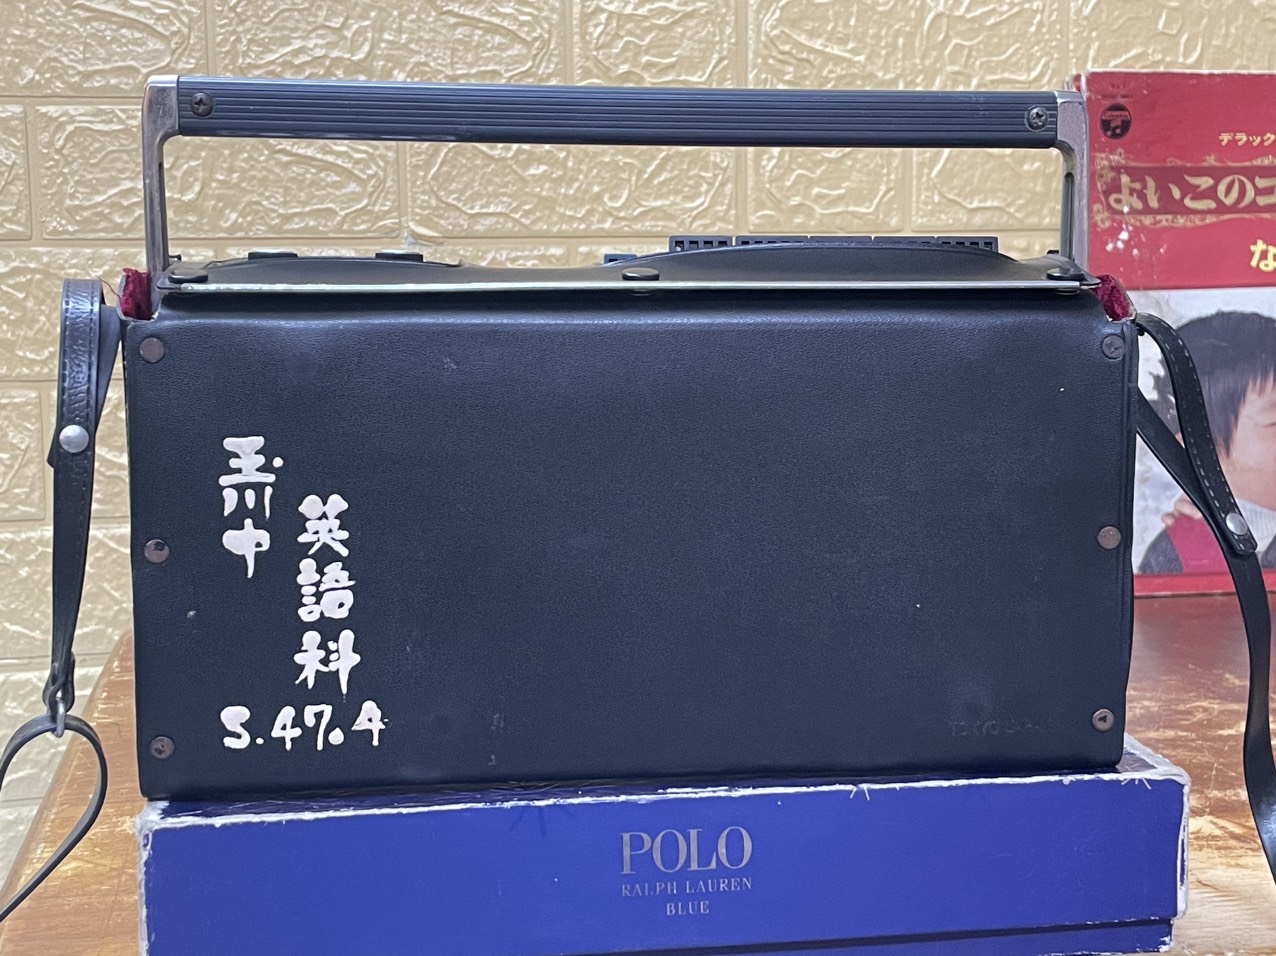 玉川中
英語科
S.47.4
POLO
RALPH LAUREN
BLUE
デラック
よいこのコ
な